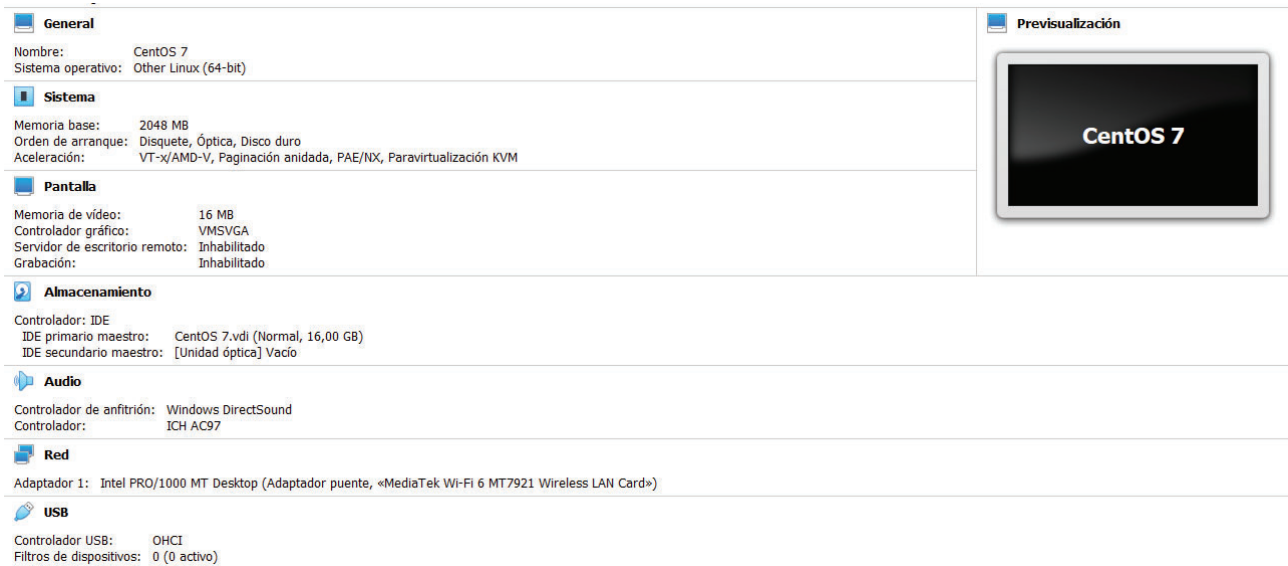 General
Nombre: CentOS 7
Sistema operativo: Other Linux (64-bit)
Previsualización
CentOS 7
Sistema
Memoria base: 2048 MB
Orden de arranque: Disquete, Óptica, Disco duro
Aceleración: VT-x/AMD-V, Paginación anidada, PAE/NX, Paravirtualización KVM
Pantalla
Memoria de vídeo: 16 MB
Controlador gráfico: VMSVGA
Servidor de escritorio remoto: Inhabilitado
Grabación: Inhabilitado
Almacenamiento
Controlador: IDE
IDE primario maestro: CentOS 7.vdi (Normal, 16,00 GB)
IDE secundario maestro: [Unidad óptica] Vacío
Audio
Controlador de anfitrión: Windows DirectSound
Controlador: ICH AC97
Red
Adaptador 1: Intel PRO/1000 MT Desktop (Adaptador puente, «MediaTek Wi-Fi 6 MT7921 Wireless LAN Card»)
USB
Controlador USB: OHCI
Filtros de dispositivos: 0 (0 activo)